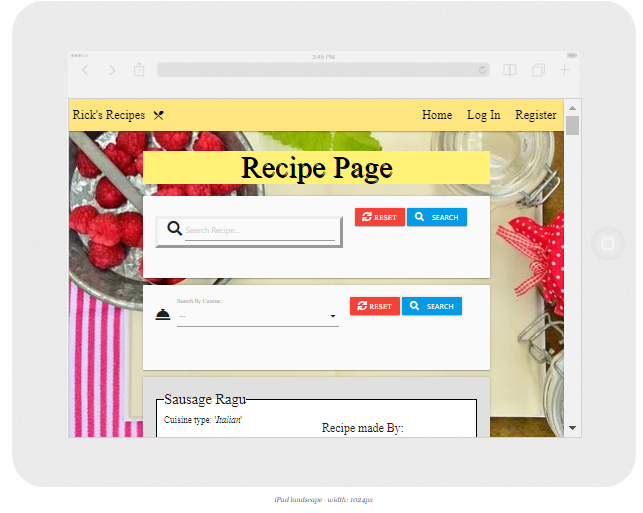 3:45 PM
Rick's Recipes Home Log In Register
Recipe Page
Search Recipe... RESET SEARCH
Search By Cuisine:
-- RESET SEARCH
Sausage Ragu
Cuisine type: 'Italian'
Recipe made By:
iPad landscape - width: 1024px